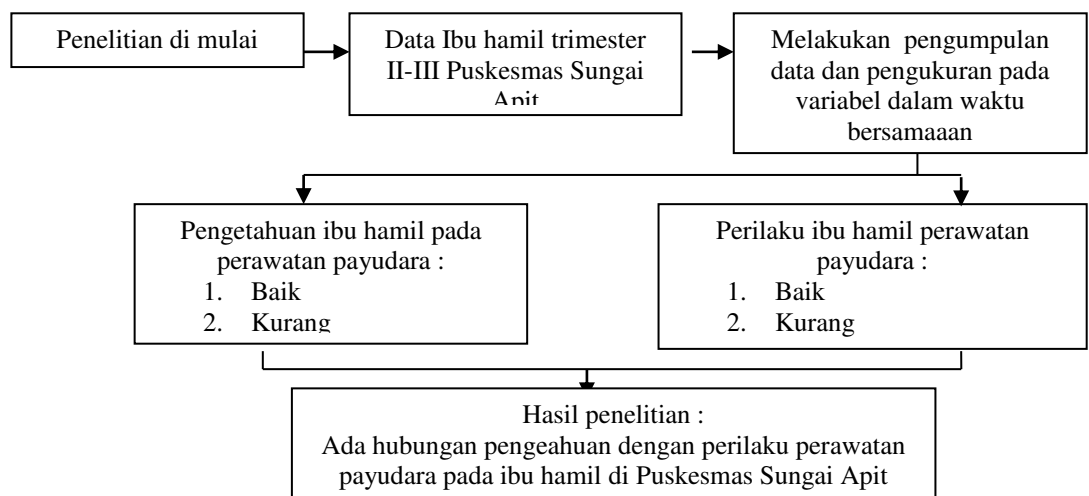 Penelitian di mulai
Data Ibu hamil trimester
II-III Puskesmas Sungai
Apit
Melakukan pengumpulan
data dan pengukuran pada
variabel dalam waktu
bersamaaan
Pengetahuan ibu hamil pada
perawatan payudara :
1. Baik
2. Kurang
Perilaku ibu hamil perawatan
payudara :
1. Baik
2. Kurang
Hasil penelitian :
Ada hubungan pengeahuan dengan perilaku perawatan
payudara pada ibu hamil di Puskesmas Sungai Apit